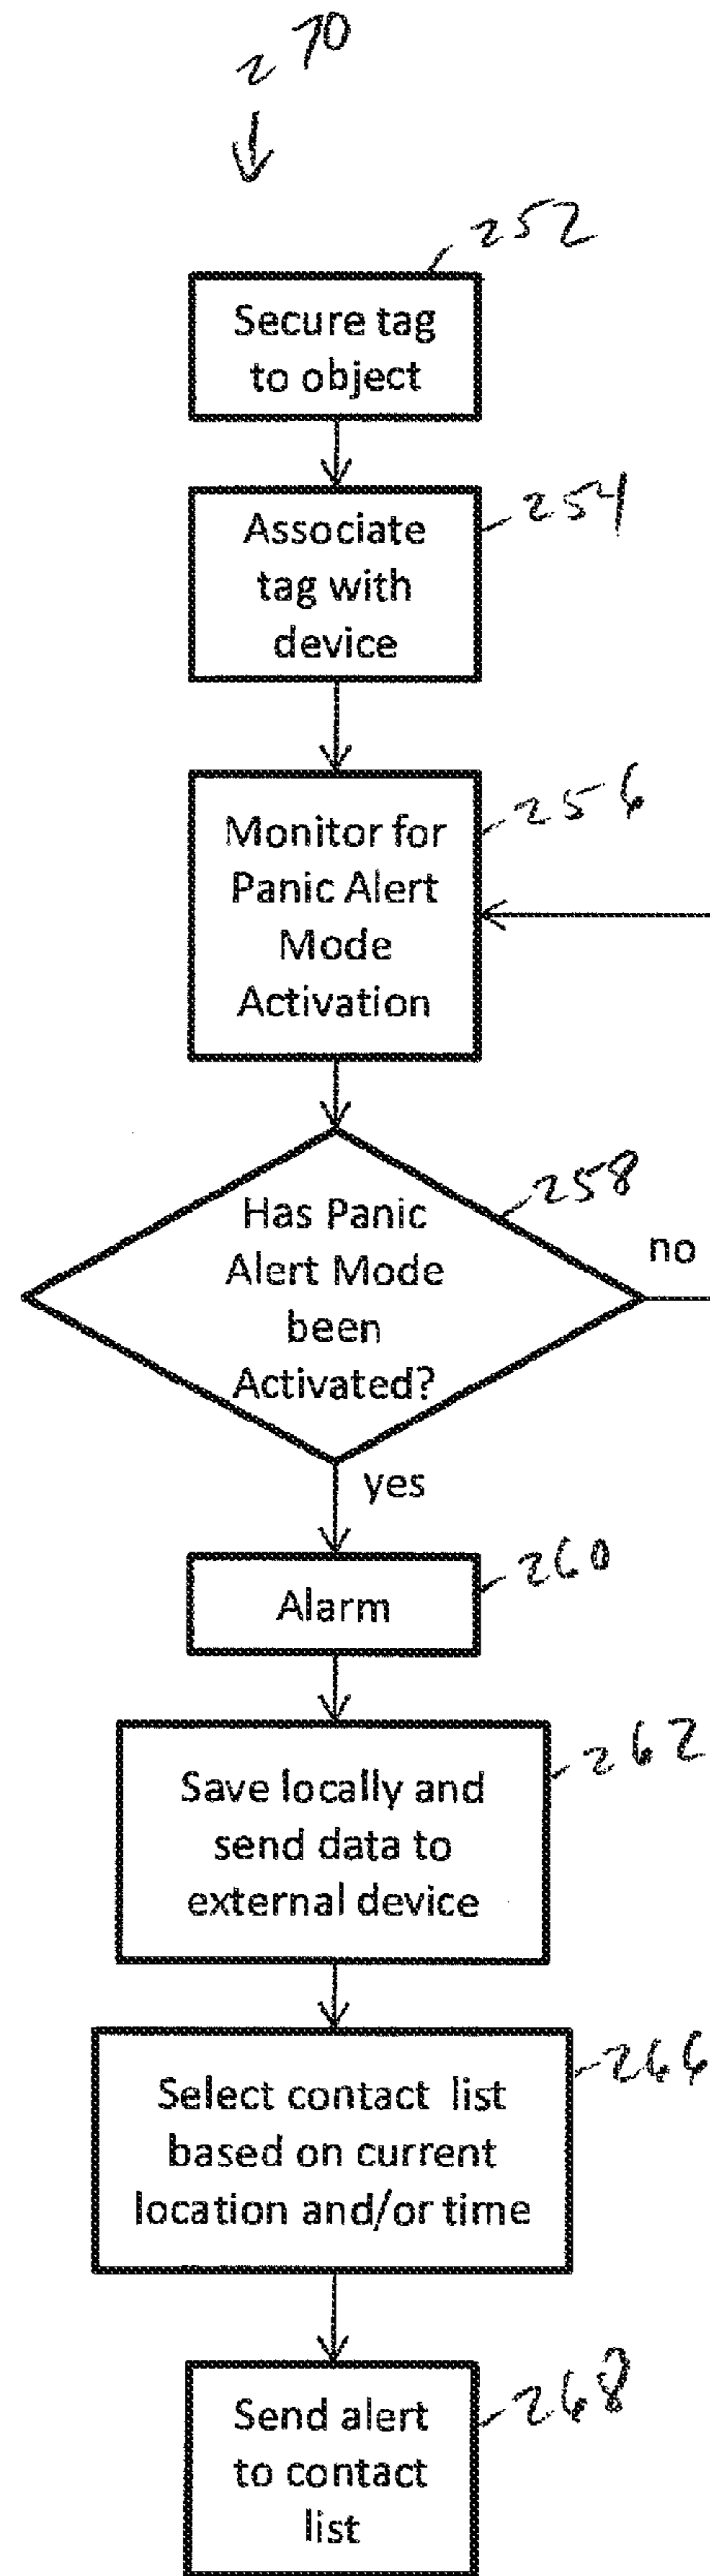 270
252
Secure tag
to object
254
Associate
tag with
device
256
Monitor for
Panic Alert
Mode
Activation
258
Has Panic
Alert Mode
been
Activated?
no
yes
260
Alarm
262
Save locally and
send data to
external device
266
Select contact list
based on current
location and/or time
268
Send alert
to contact
list